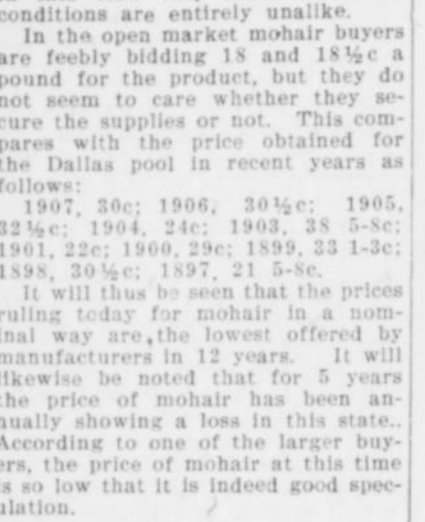 conditions are entirely unalike.
In the open market mohair buyers
are feebly bidding 18 and 18½c a
pound for the product, but they do
not seem to care whether they se-
cure the supplies or not. This com-
pares with the price obtained for
the Dallas pool in recent years as
follows:
1907, 30c; 1906, 30½c; 1905,
32½c; 1904, 24c; 1903, 38 5-8c;
1901, 22c; 1900, 29c; 1899, 33 1-3c;
1898, 30½c; 1897, 21 5-8c.
It will thus be seen that the prices
ruling today for mohair in a nom-
inal way are, the lowest offered by
manufacturers in 12 years. It will
likewise be noted that for 5 years
the price of mohair has been an-
nually showing a loss in this state..
According to one of the larger buy-
ers, the price of mohair at this time
is so low that it is indeed good spec-
ulation.